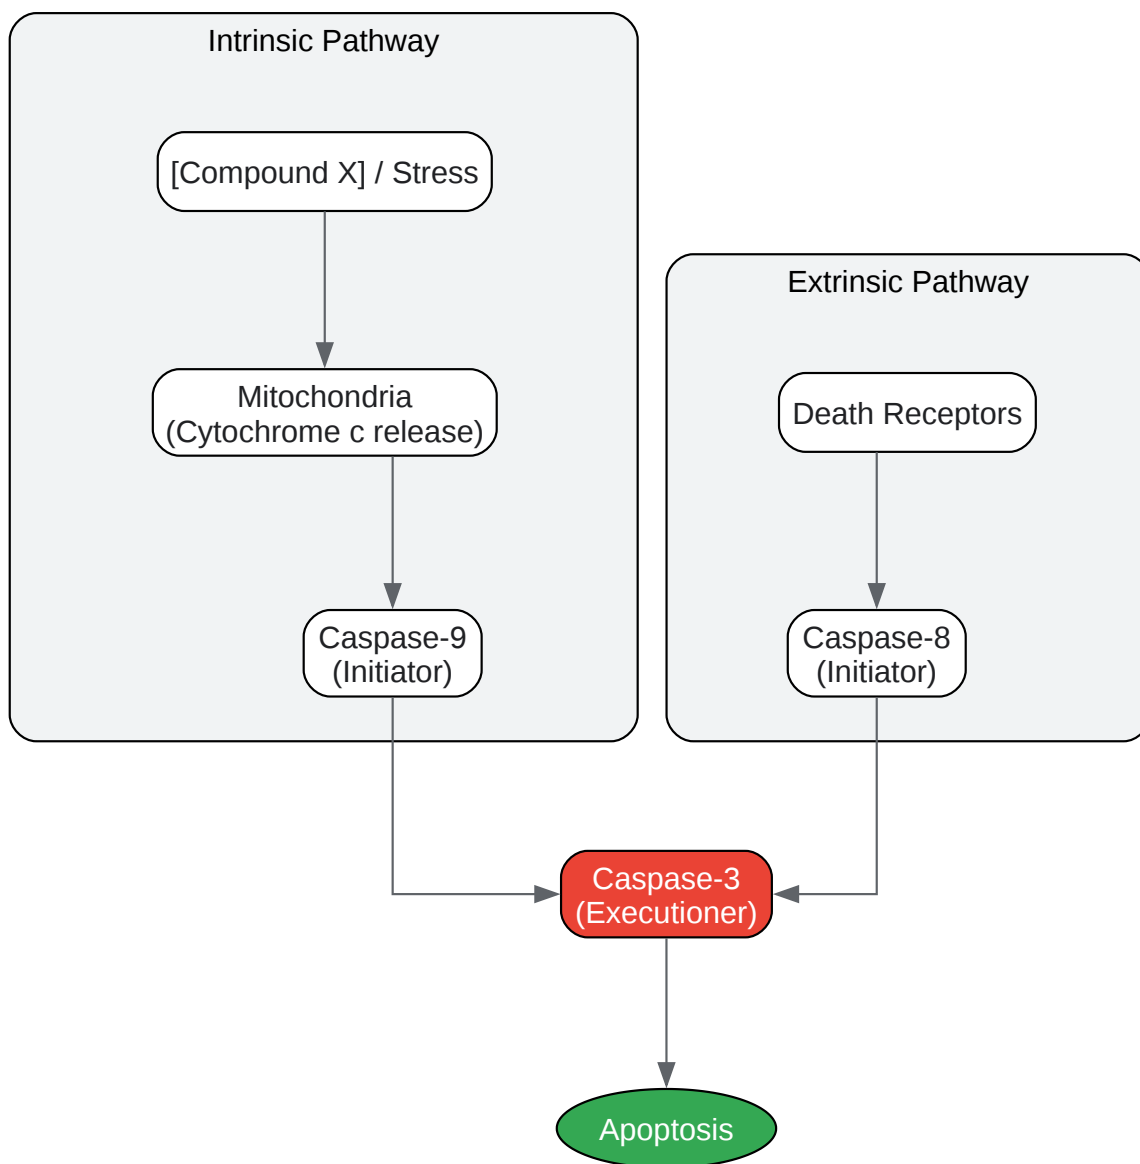 Intrinsic Pathway
[Compound X] / Stress
Mitochondria
(Cytochrome c release)
Caspase-9
(Initiator)
Extrinsic Pathway
Death Receptors
Caspase-8
(Initiator)
Caspase-3
(Executioner)
Apoptosis